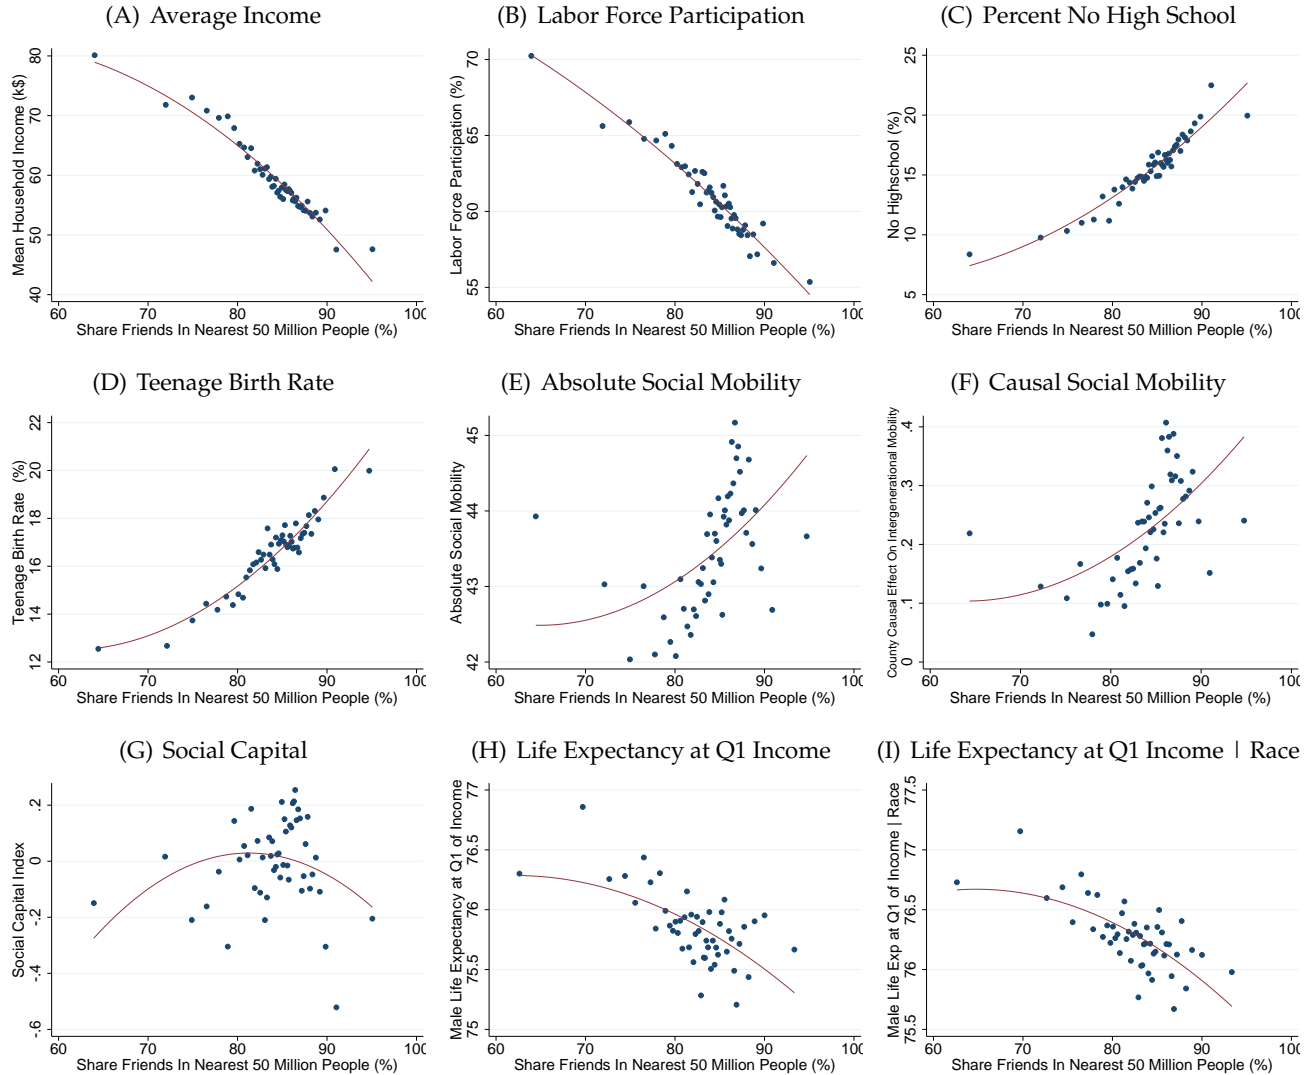 (A) Average Income
(B) Labor Force Participation
(C) Percent No High School
Mean Household Income (k$)
80
70
60
50
40
60 70 80 90 100
Share Friends In Nearest 50 Million People (%)
Labor Force Participation (%)
70
65
60
55
60 70 80 90 100
Share Friends In Nearest 50 Million People (%)
No Highschool (%)
25
20
15
10
5
60 70 80 90 100
Share Friends In Nearest 50 Million People (%)
(D) Teenage Birth Rate
(E) Absolute Social Mobility
(F) Causal Social Mobility
Teenage Birth Rate (%)
22
20
18
16
14
12
60 70 80 90 100
Share Friends In Nearest 50 Million People (%)
Absolute Social Mobility
45
44
43
42
60 70 80 90 100
Share Friends In Nearest 50 Million People (%)
County Causal Effect On Intergenerational Mobility
.4
.3
.2
.1
0
60 70 80 90 100
Share Friends In Nearest 50 Million People (%)
(G) Social Capital
(H) Life Expectancy at Q1 Income
(I) Life Expectancy at Q1 Income | Race
Social Capital Index
.2
0
-.2
-.4
-.6
60 70 80 90 100
Share Friends In Nearest 50 Million People (%)
Male Life Expectancy at Q1 of Income
77
76.5
76
75.5
75
60 70 80 90 100
Share Friends In Nearest 50 Million People (%)
Male Life Exp at Q1 of Income | Race
77.5
77
76.5
76
75.5
60 70 80 90 100
Share Friends In Nearest 50 Million People (%)